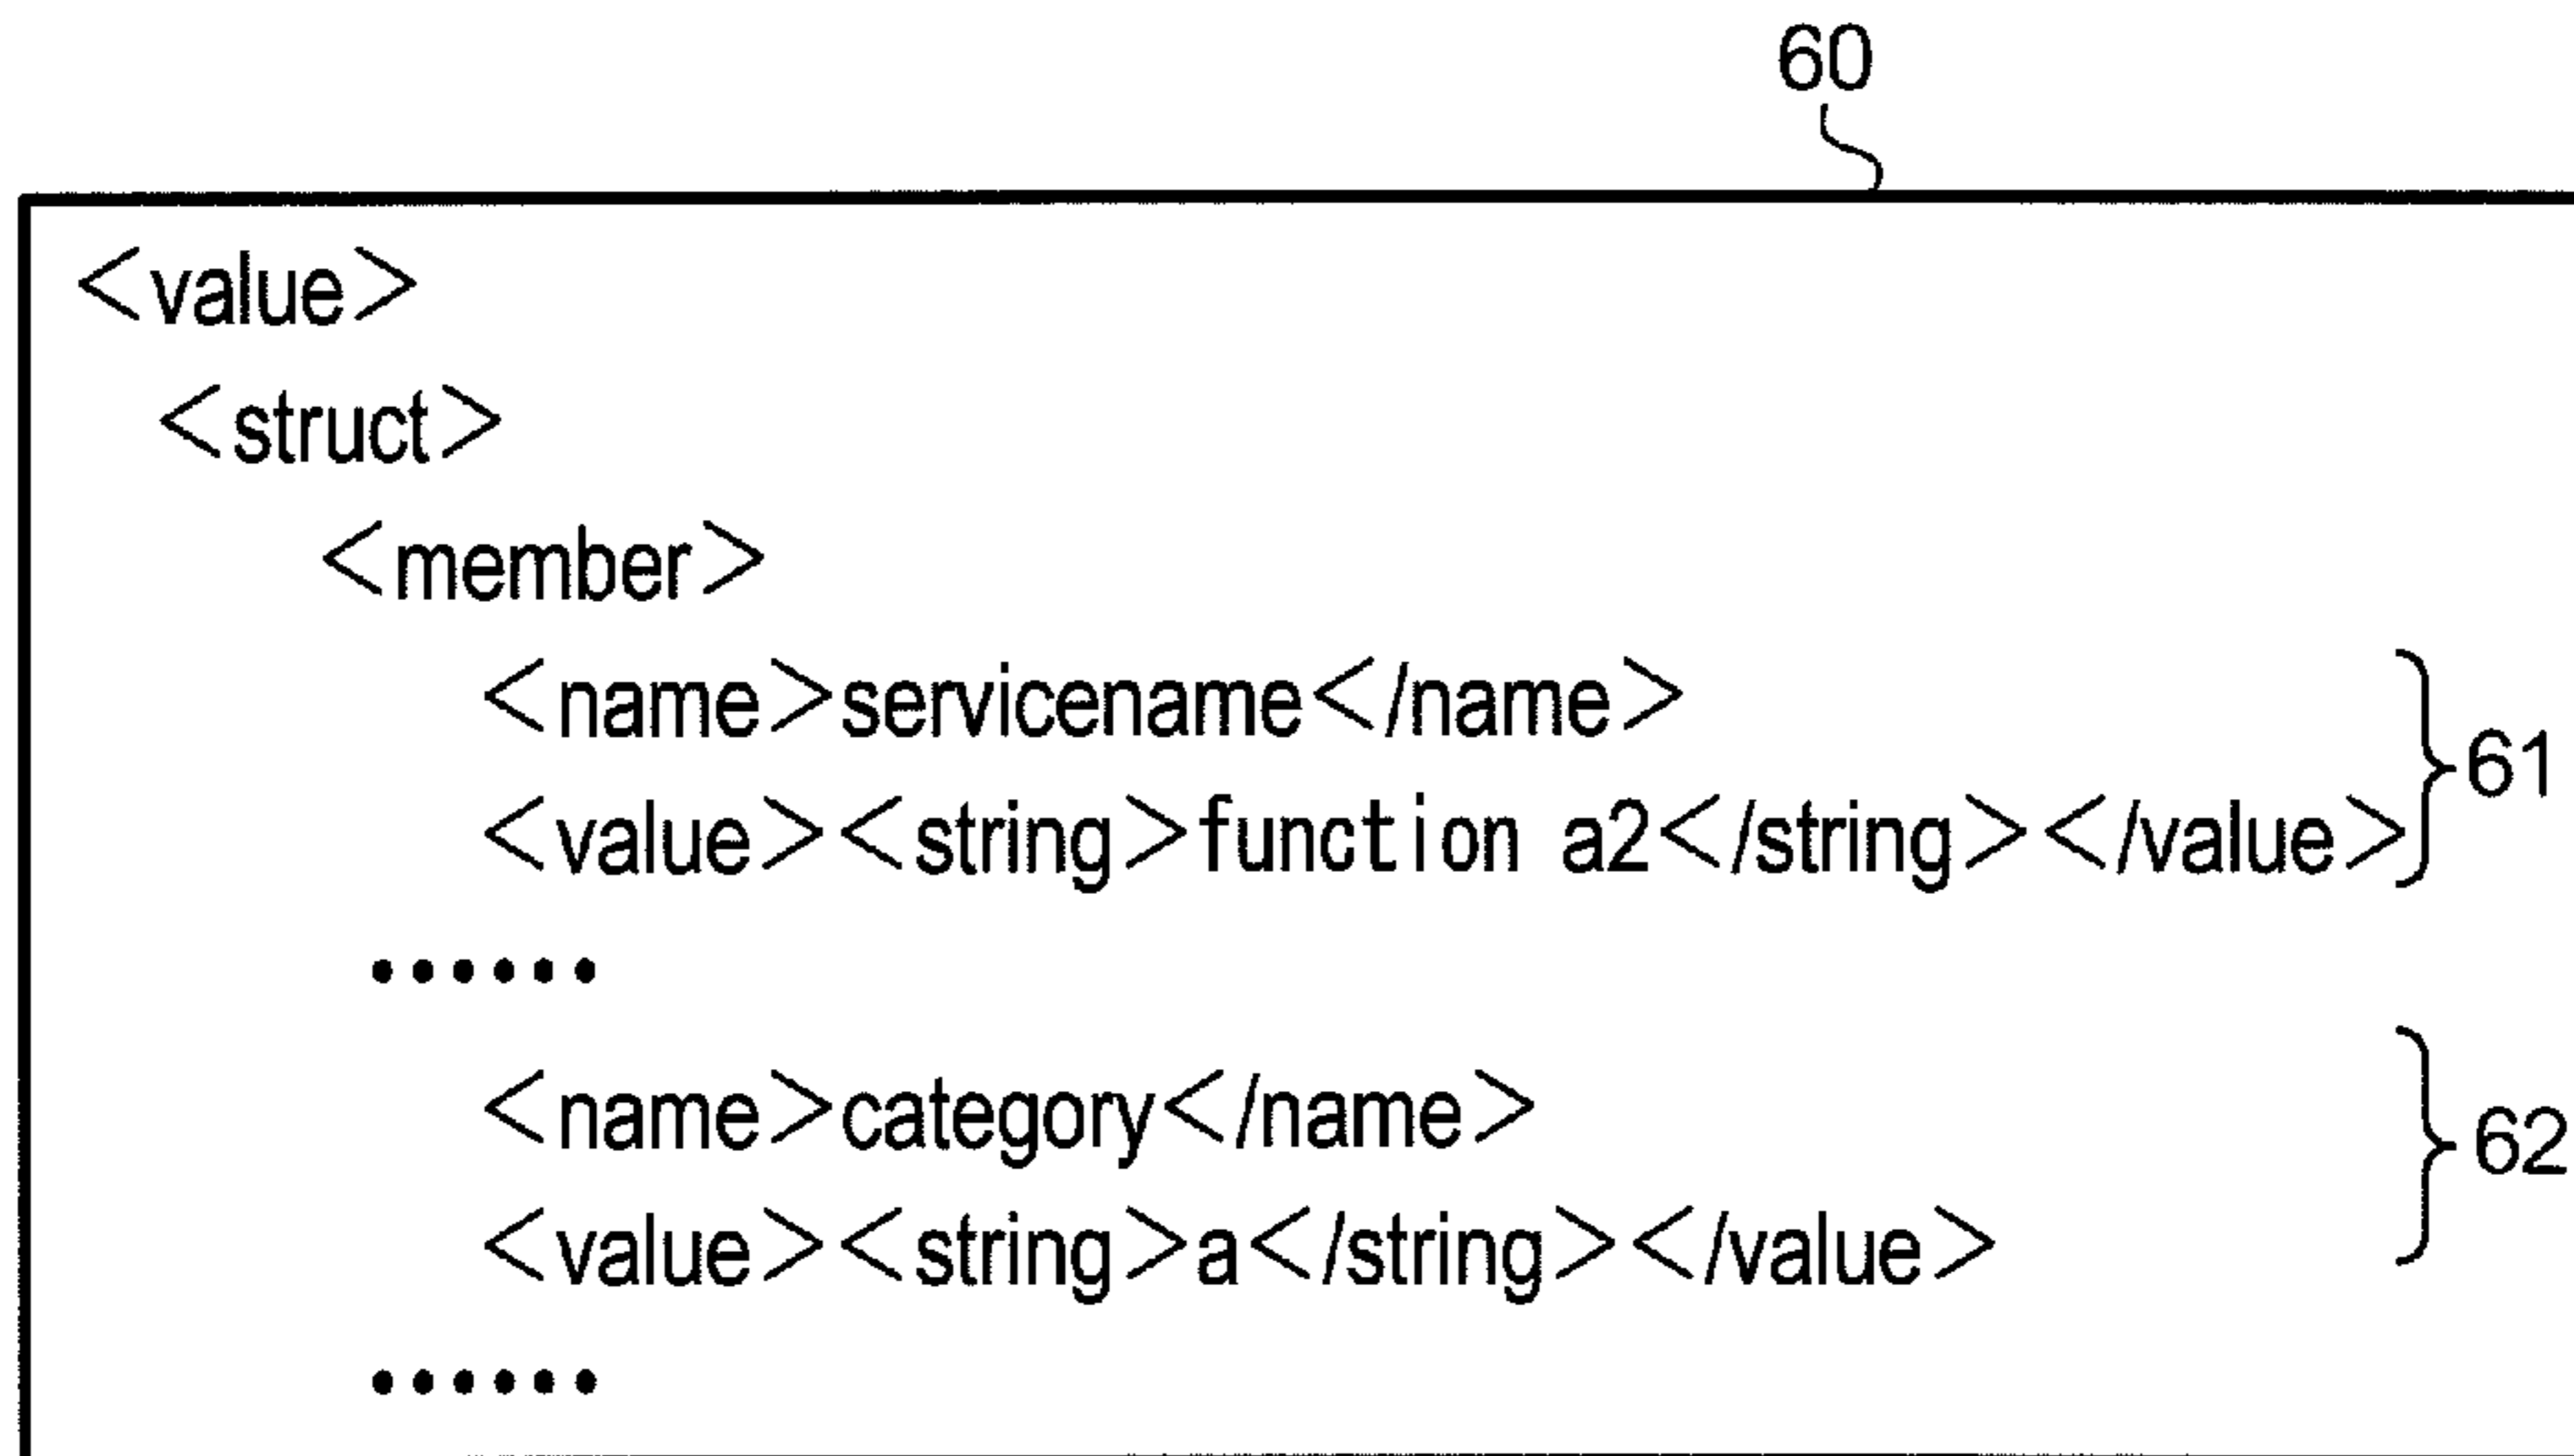 60
<value>
<struct>
<member>
<name>servicename</name>
<value><string>function a2</string></value>
61
......
<name>category</name>
<value><string>a</string></value>
62
......